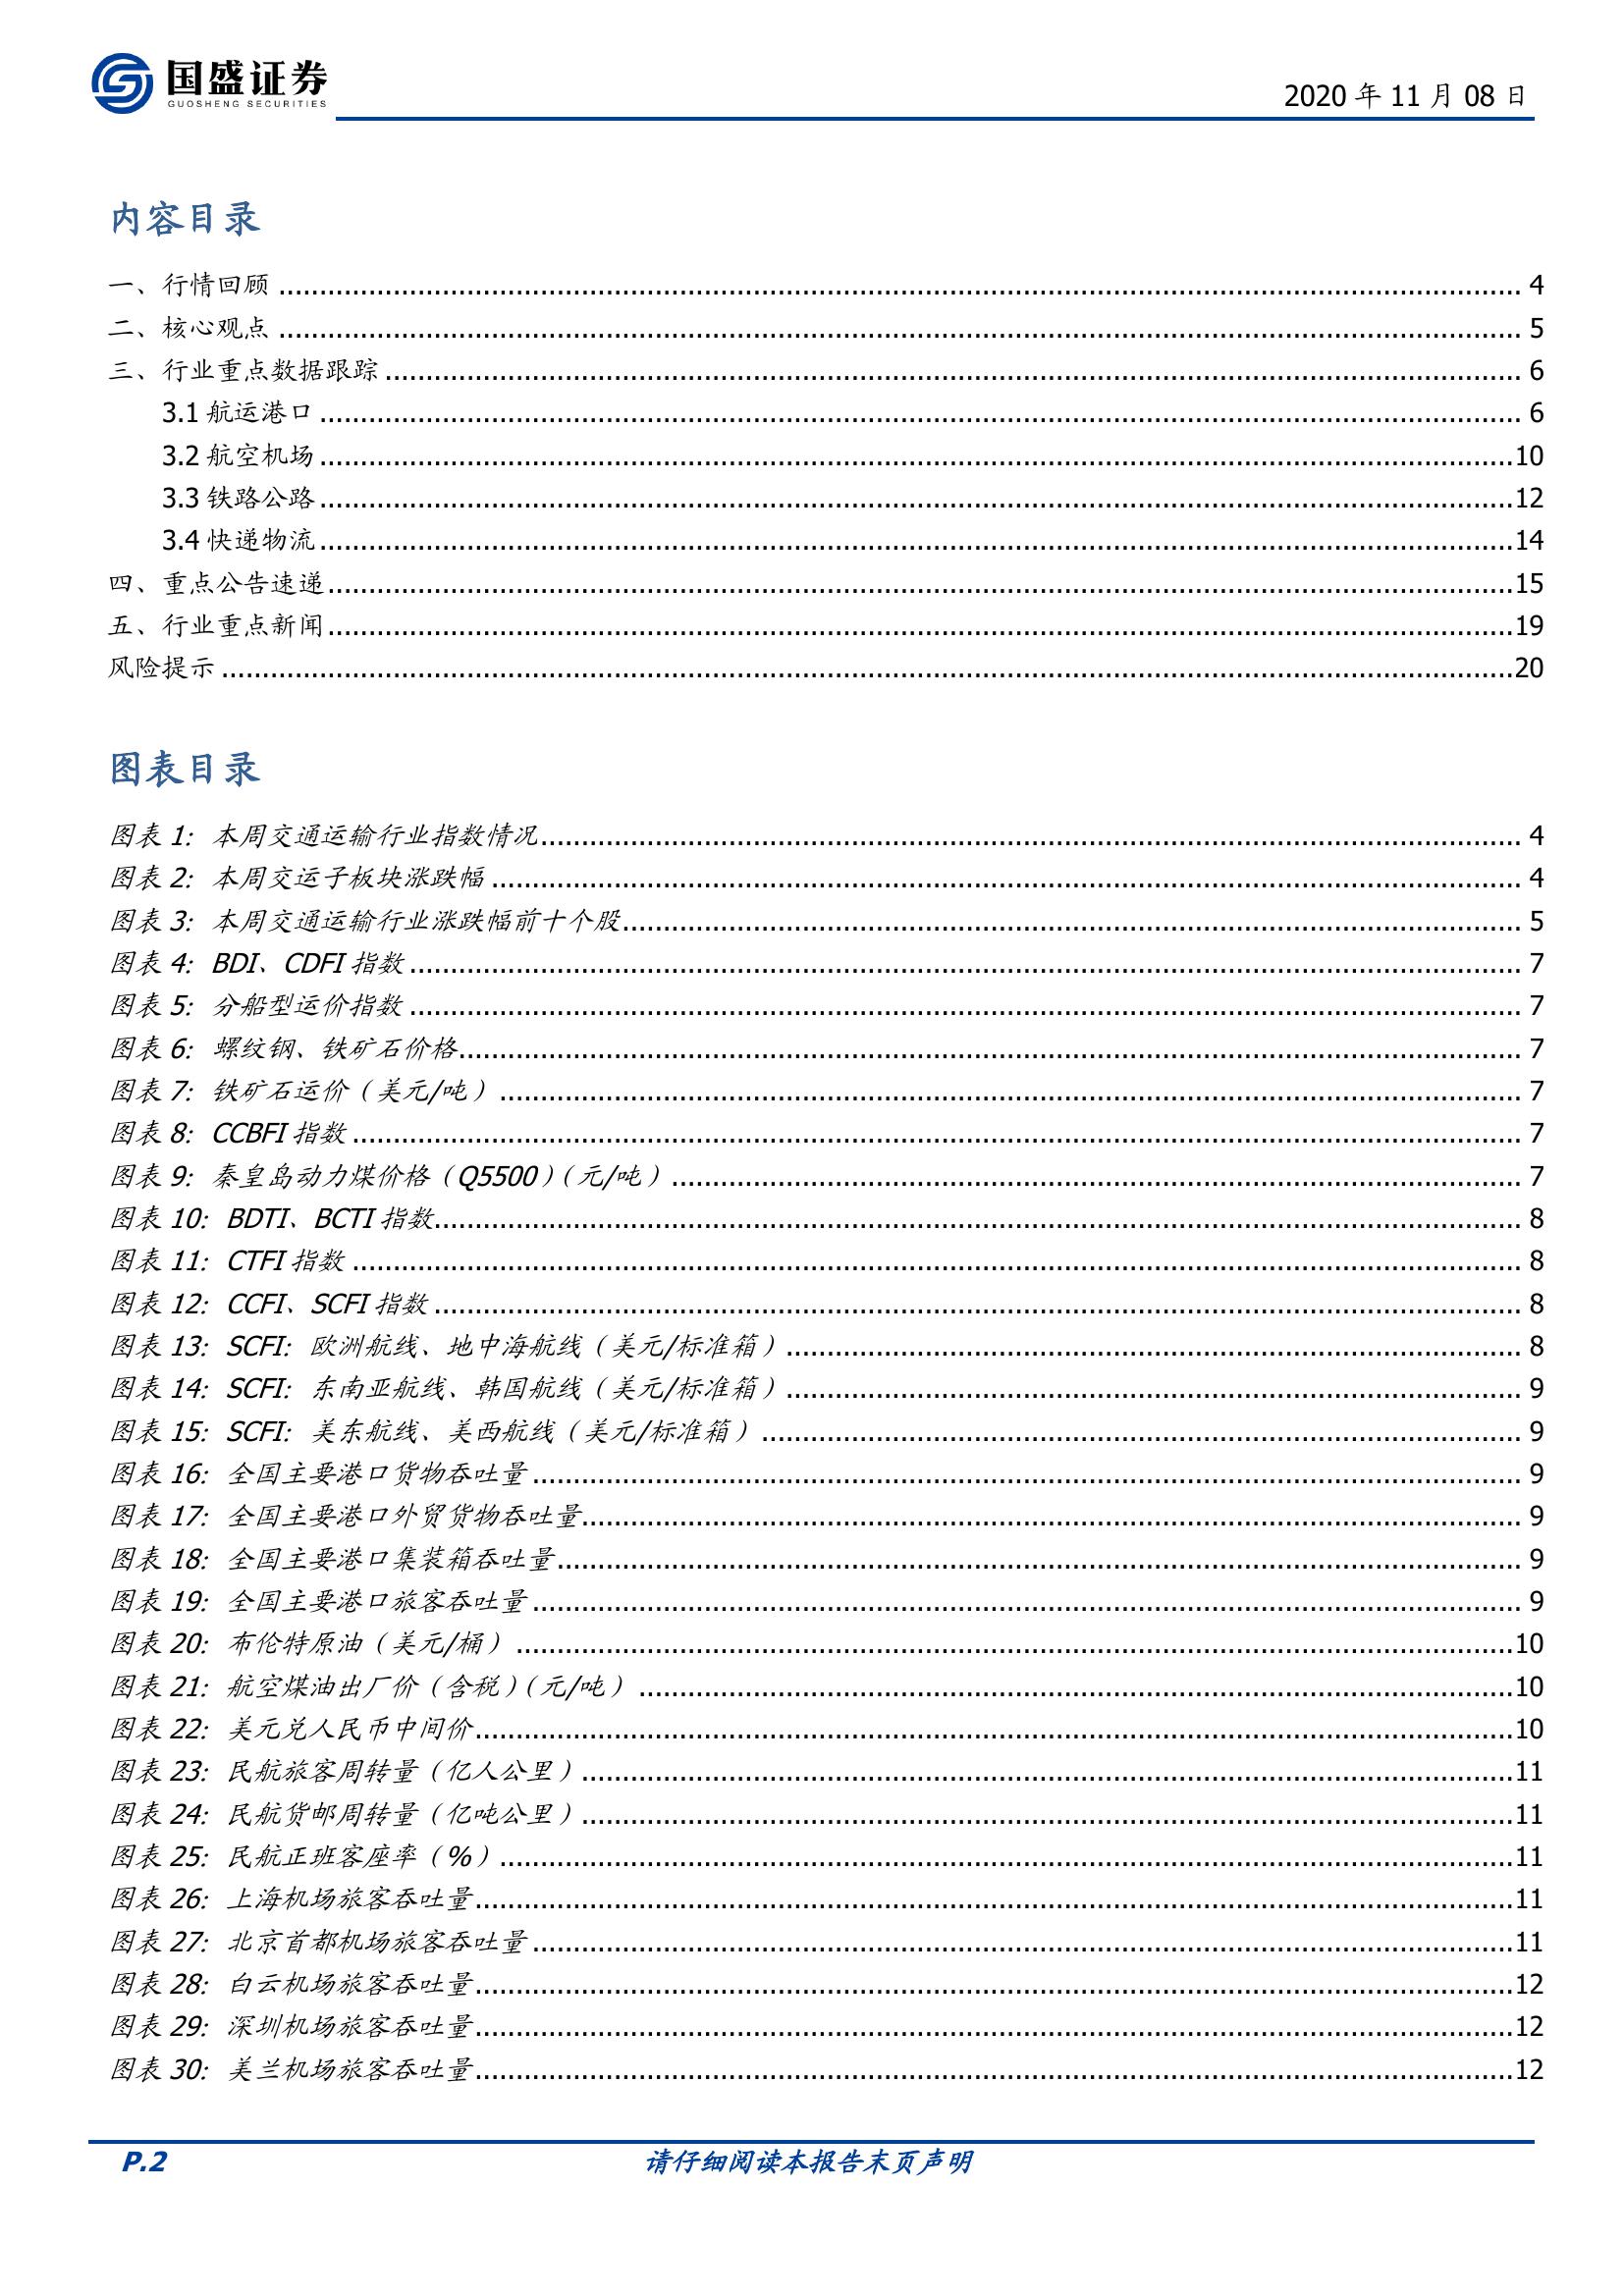 国盛证券
GUOSHENG SECURITIES
2020 年 11 月 08 日
内容目录
一、行情回顾 ........ 4
二、核心观点 ........ 5
三、行业重点数据跟踪 ........ 6
3.1 航运港口 ........ 6
3.2 航空机场 ........ 10
3.3 铁路公路 ........ 12
3.4 快递物流 ........ 14
四、重点公告速递 ........ 15
五、行业重点新闻 ........ 19
风险提示 ........ 20
图表目录
图表 1：本周交通运输行业指数情况 ........ 4
图表 2：本周交运子板块涨跌幅 ........ 4
图表 3：本周交通运输行业涨跌幅前十个股 ........ 5
图表 4：BDI、CDFI 指数 ........ 7
图表 5：分船型运价指数 ........ 7
图表 6：螺纹钢、铁矿石价格 ........ 7
图表 7：铁矿石运价（美元/吨） ........ 7
图表 8：CCBFI 指数 ........ 7
图表 9：秦皇岛动力煤价格（Q5500）（元/吨） ........ 7
图表 10：BDTI、BCTI 指数 ........ 8
图表 11：CTFI 指数 ........ 8
图表 12：CCFI、SCFI 指数 ........ 8
图表 13：SCFI：欧洲航线、地中海航线（美元/标准箱） ........ 8
图表 14：SCFI：东南亚航线、韩国航线（美元/标准箱） ........ 9
图表 15：SCFI：美东航线、美西航线（美元/标准箱） ........ 9
图表 16：全国主要港口货物吞吐量 ........ 9
图表 17：全国主要港口外贸货物吞吐量 ........ 9
图表 18：全国主要港口集装箱吞吐量 ........ 9
图表 19：全国主要港口旅客吞吐量 ........ 9
图表 20：布伦特原油（美元/桶） ........ 10
图表 21：航空煤油出厂价（含税）（元/吨） ........ 10
图表 22：美元兑人民币中间价 ........ 10
图表 23：民航旅客周转量（亿人公里） ........ 11
图表 24：民航货邮周转量（亿吨公里） ........ 11
图表 25：民航正班客座率（%） ........ 11
图表 26：上海机场旅客吞吐量 ........ 11
图表 27：北京首都机场旅客吞吐量 ........ 11
图表 28：白云机场旅客吞吐量 ........ 12
图表 29：深圳机场旅客吞吐量 ........ 12
图表 30：美兰机场旅客吞吐量 ........ 12
P.2 请仔细阅读本报告末页声明